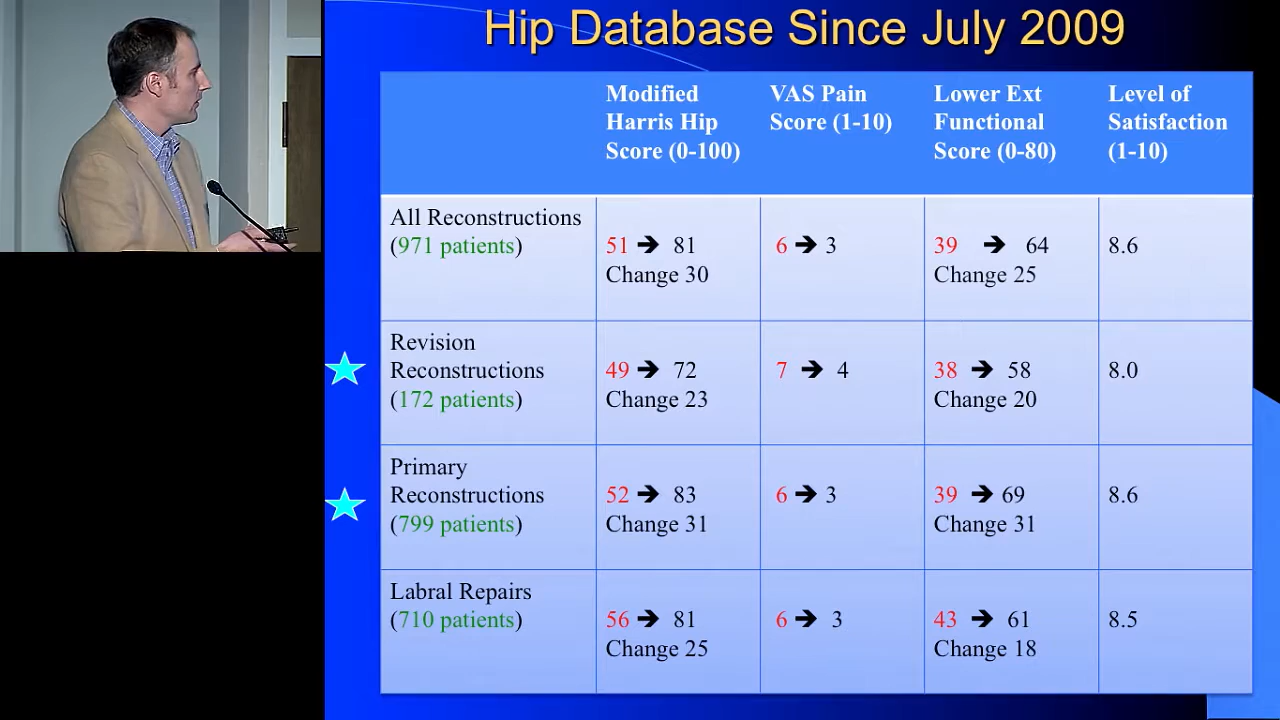 Hip Database Since July 2009
Modified
Harris Hip
Score (0-100)
VAS Pain
Score (1-10)
Lower Ext
Functional
Score (0-80)
Level of
Satisfaction
(1-10)
All Reconstructions
(971 patients)
51 ➔ 81
Change 30
6 ➔ 3
39 ➔ 64
Change 25
8.6
Revision
Reconstructions
(172 patients)
49 ➔ 72
Change 23
7 ➔ 4
38 ➔ 58
Change 20
8.0
Primary
Reconstructions
(799 patients)
52 ➔ 83
Change 31
6 ➔ 3
39 ➔ 69
Change 31
8.6
Labral Repairs
(710 patients)
56 ➔ 81
Change 25
6 ➔ 3
43 ➔ 61
Change 18
8.5